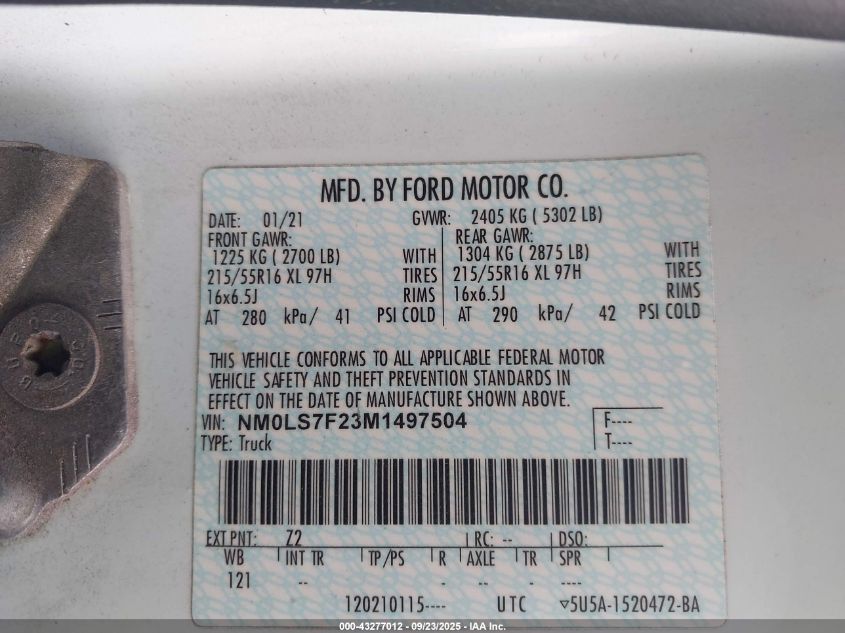 MFD. BY FORD MOTOR CO.
DATE: 01/21 GVWR: 2405 KG ( 5302 LB)
FRONT GAWR: REAR GAWR:
1225 KG ( 2700 LB) WITH 1304 KG ( 2875 LB) WITH
215/55R16 XL 97H TIRES 215/55R16 XL 97H TIRES
16x6.5J RIMS 16x6.5J RIMS
AT 280 kPa/ 41 PSI COLD AT 290 kPa/ 42 PSI COLD
THIS VEHICLE CONFORMS TO ALL APPLICABLE FEDERAL MOTOR
VEHICLE SAFETY AND THEFT PREVENTION STANDARDS IN
EFFECT ON THE DATE OF MANUFACTURE SHOWN ABOVE.
VIN: NM0LS7F23M1497504 F----
TYPE: Truck T----
EXT PNT: Z2 RC: -- DSO:
WB INT TR TP/PS R AXLE TR SPR
121 -- -- - -- - --
120210115---- UTC ▽5U5A-1520472-BA
000-43277012 - 09/23/2025 - IAA Inc.